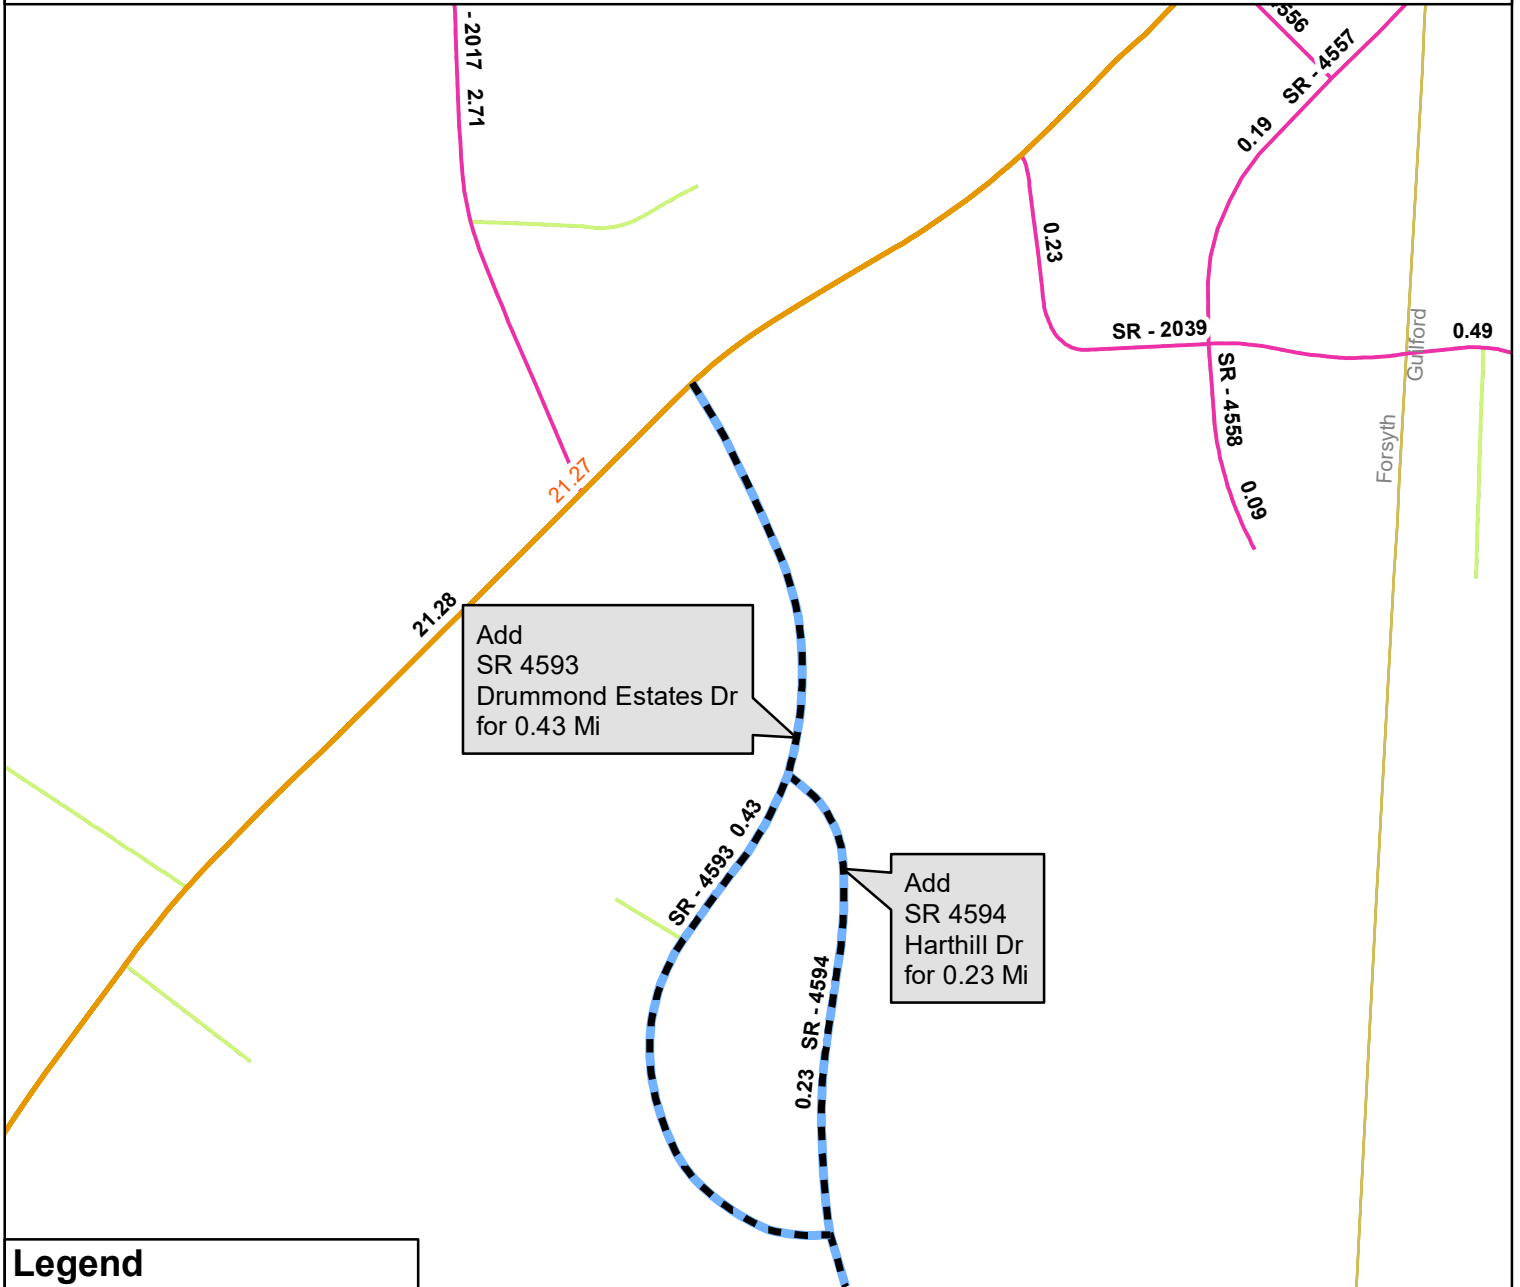 - 2017 2.71
SR - 4557
0.19
0.23
SR - 2039
0.49
Guilford
Forsyth
SR - 4558
0.09
21.27
21.28
Add
SR 4593
Drummond Estates Dr
for 0.43 Mi
SR - 4593 0.43
Add
SR 4594
Harthill Dr
for 0.23 Mi
0.23 SR - 4594
Legend